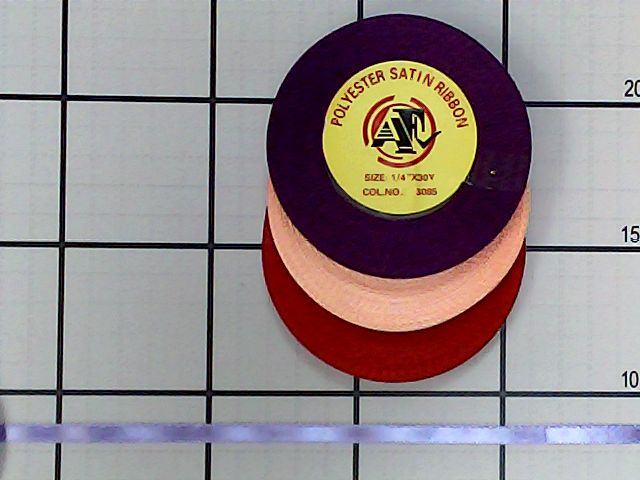 POLYESTER SATIN RIBBON
AF
SIZE: 1/4"X30Y
COL.NO. 3085
20
15
10